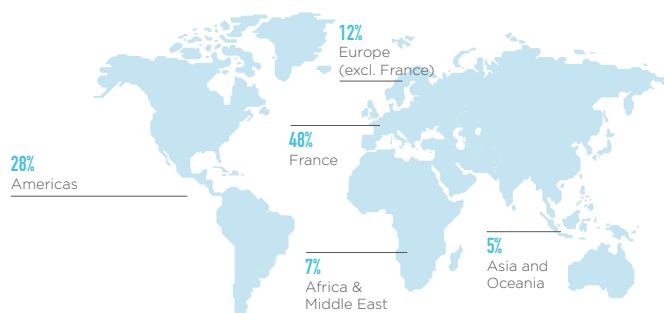 12%
Europe
(excl. France)
48%
France
28%
Americas
5%
Asia and
Oceania
7%
Africa &
Middle East